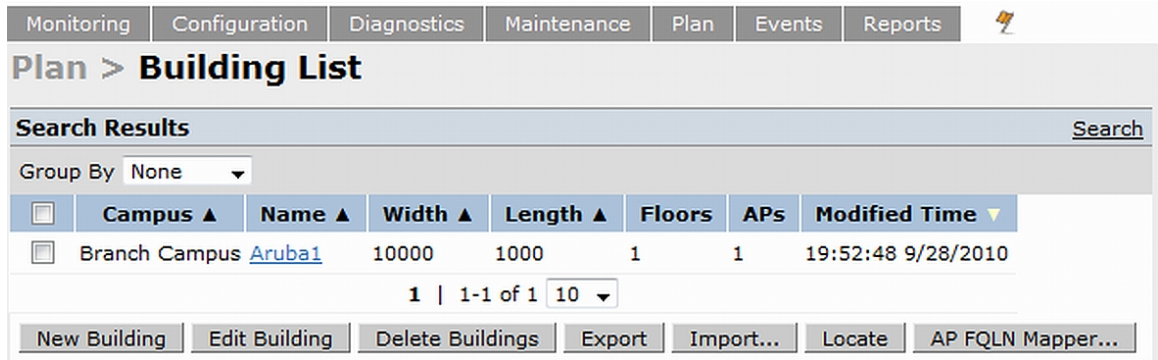 Monitoring Configuration Diagnostics Maintenance Plan Events Reports
Plan > Building List
Search Results Search
Group By None
Campus ▲ Name ▲ Width ▲ Length ▲ Floors APs Modified Time ▼
Branch Campus Aruba1 10000 1000 1 1 19:52:48 9/28/2010
1 | 1-1 of 1 10
New Building Edit Building Delete Buildings Export Import... Locate AP FQLN Mapper...